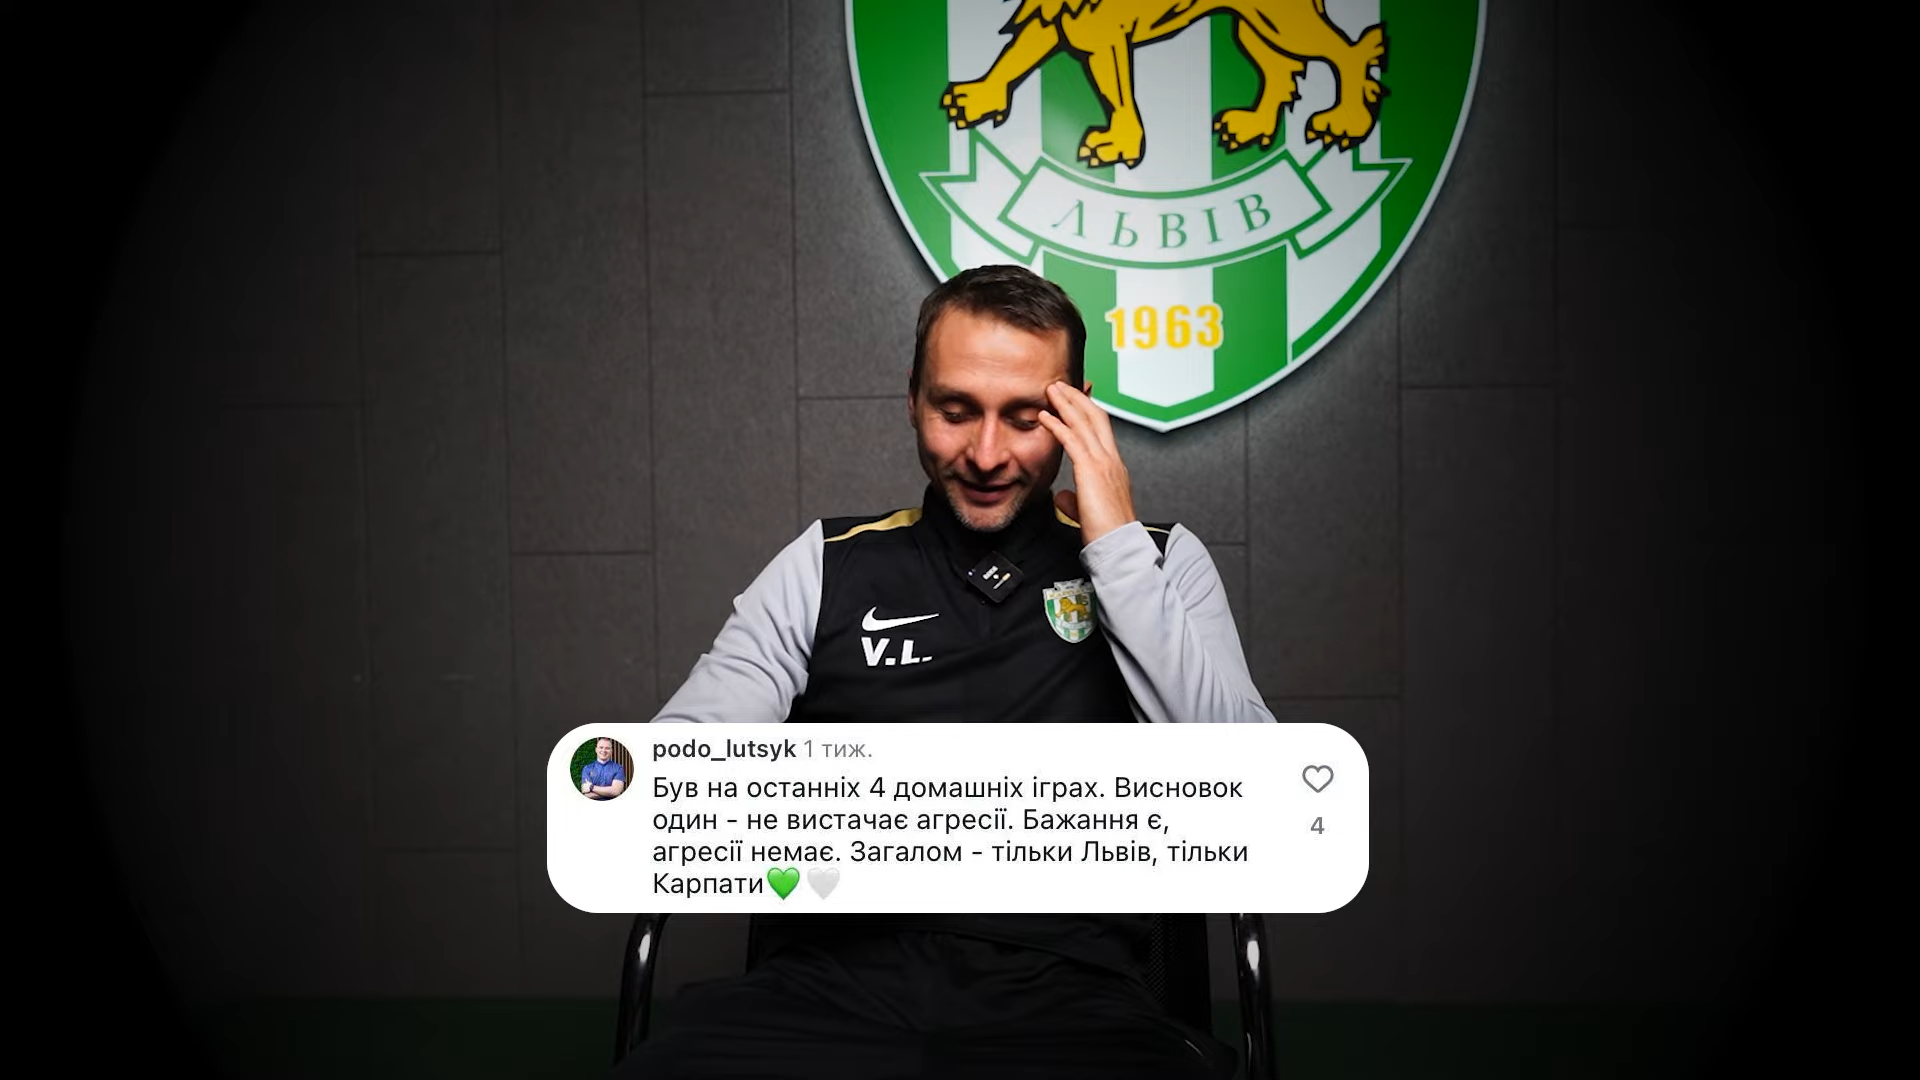 ЛЬВІВ
1963
V.L.
podo_lutsyk 1 тиж.
Був на останніх 4 домашніх іграх. Висновок
один - не вистачає агресії. Бажання є,
агресії немає. Загалом - тільки Львів, тільки
Карпати💚🤍
4